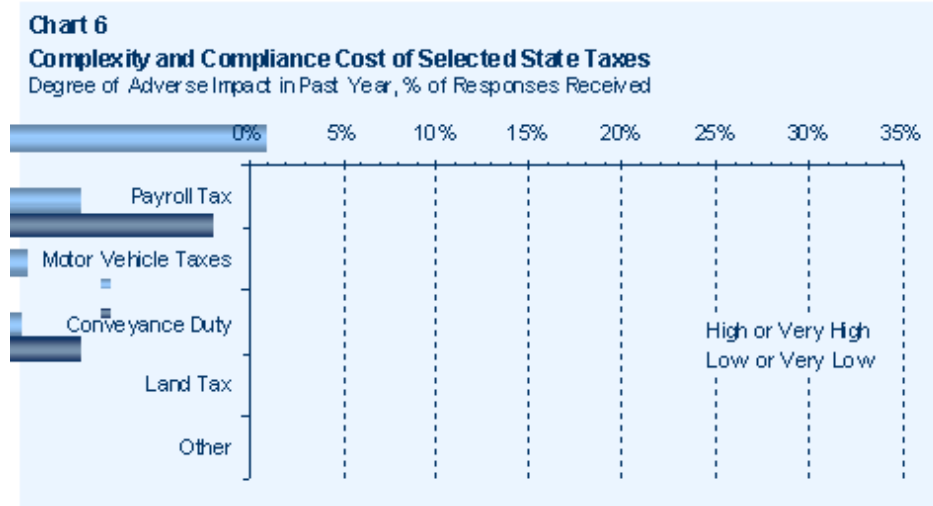 Chart 6
Complexity and Compliance Cost of Selected State Taxes
Degree of Adverse Impact in Past Year, % of Responses Received
0% 5% 10% 15% 20% 25% 30% 35%
Payroll Tax
Motor Vehicle Taxes
Conveyance Duty
High or Very High
Low or Very Low
Land Tax
Other